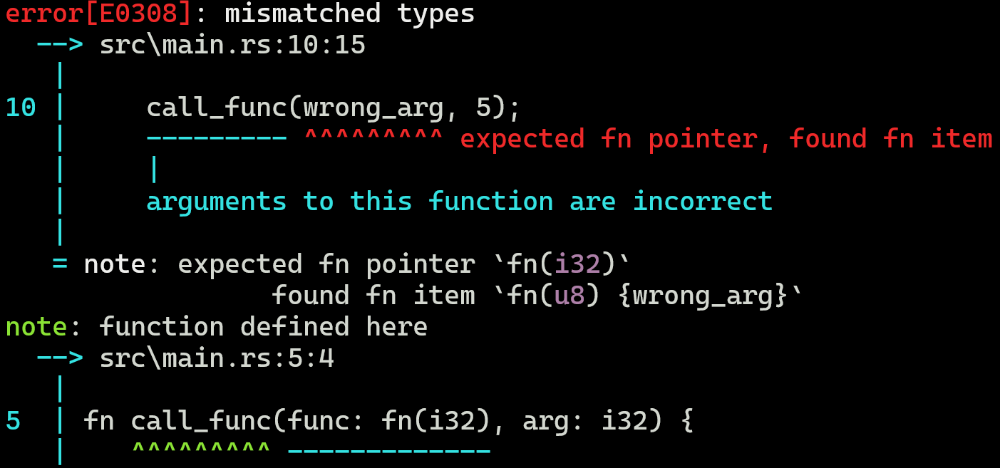 error[E0308]: mismatched types
  --> src\main.rs:10:15
   |
10 |     call_func(wrong_arg, 5);
   |     --------- ^^^^^^^^^ expected fn pointer, found fn item
   |     |
   |     arguments to this function are incorrect
   |
   = note: expected fn pointer `fn(i32)`
                 found fn item `fn(u8) {wrong_arg}`
note: function defined here
  --> src\main.rs:5:4
   |
5  | fn call_func(func: fn(i32), arg: i32) {
   |    ^^^^^^^^^ -------------